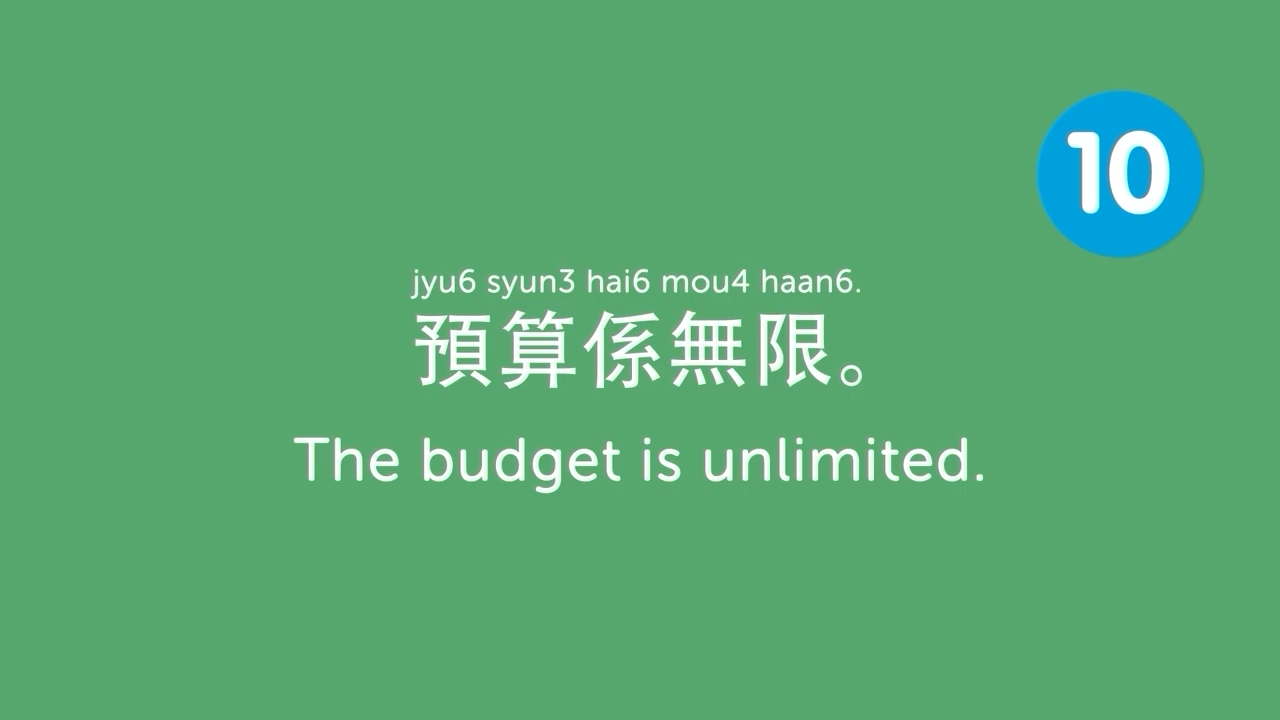 10
jyu6 syun3 hai6 mou4 haan6.
預算係無限。
The budget is unlimited.